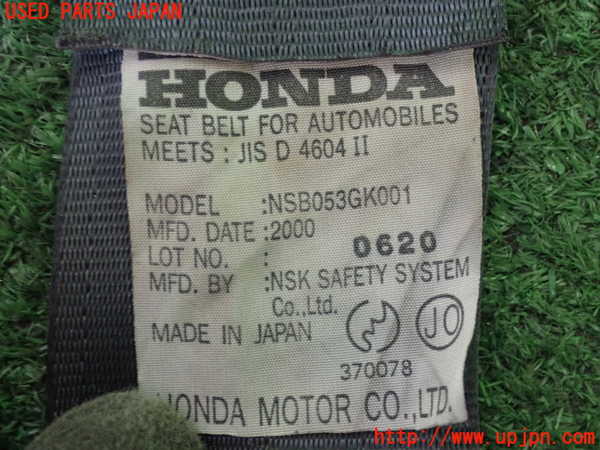 USED PARTS JAPAN
HONDA
SEAT BELT FOR AUTOMOBILES
MEETS : JIS D 4604 II
MODEL :NSB053GK001
MFD. DATE :2000
LOT NO. : 0620
MFD. BY :NSK SAFETY SYSTEM
Co.,Ltd.
MADE IN JAPAN JO
370078
HONDA MOTOR CO.,LTD.
http://www.upjpn.com/